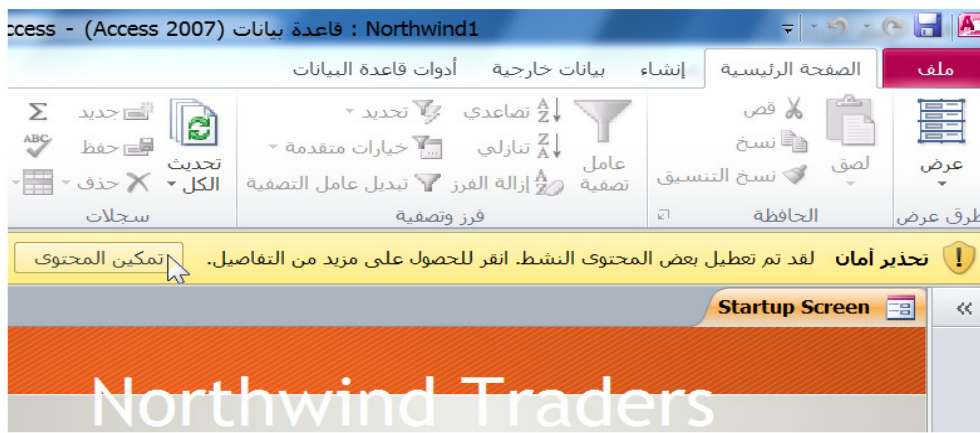 Northwind1 : قاعدة بيانات (Access 2007) - ccess
ملف الصفحة الرئيسية إنشاء بيانات خارجية أدوات قاعدة البيانات
عرض
طرق عرض
لصق
قص
نسخ
نسخ التنسيق
الحافظة
عامل تصفية
تصاعدي
تنازلي
إزالة الفرز
تحديد
خيارات متقدمة
تبديل عامل التصفية
فرز وتصفية
تحديث
الكل
جديد
حفظ
حذف
Σ
ABC
سجلات
تحذير أمان لقد تم تعطيل بعض المحتوى النشط. انقر للحصول على مزيد من التفاصيل. تمكين المحتوى
Startup Screen
Northwind Traders